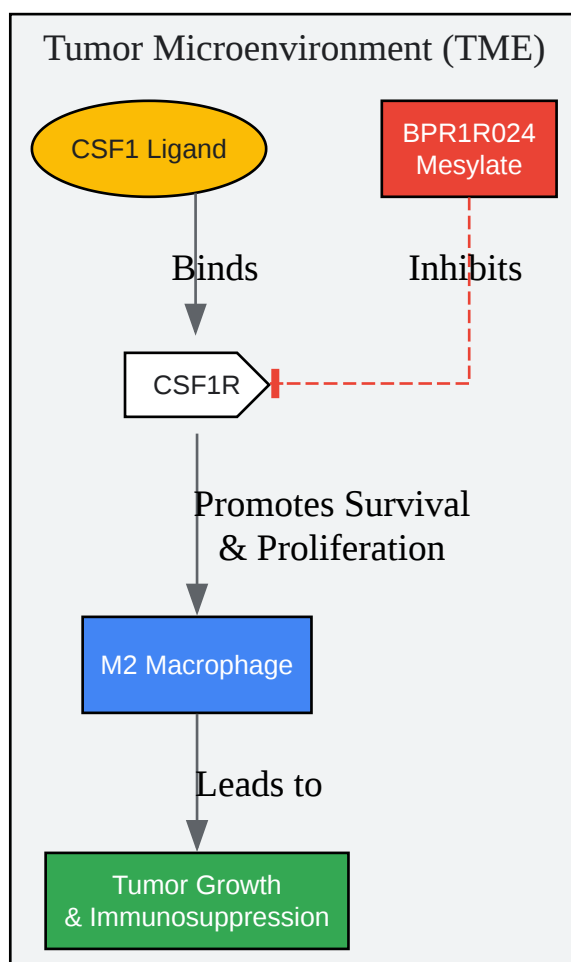 Tumor Microenvironment (TME)
CSF1 Ligand
BPR1R024
Mesylate
Binds
Inhibits
CSF1R
Promotes Survival
& Proliferation
M2 Macrophage
Leads to
Tumor Growth
& Immunosuppression